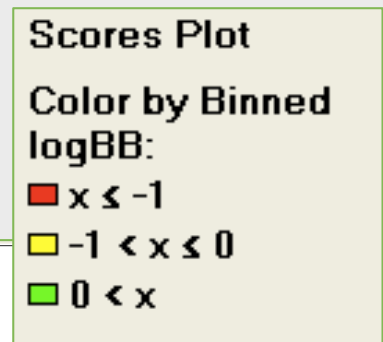 Scores Plot
Color by Binned
logBB:
x ≤ -1
-1 < x ≤ 0
0 < x